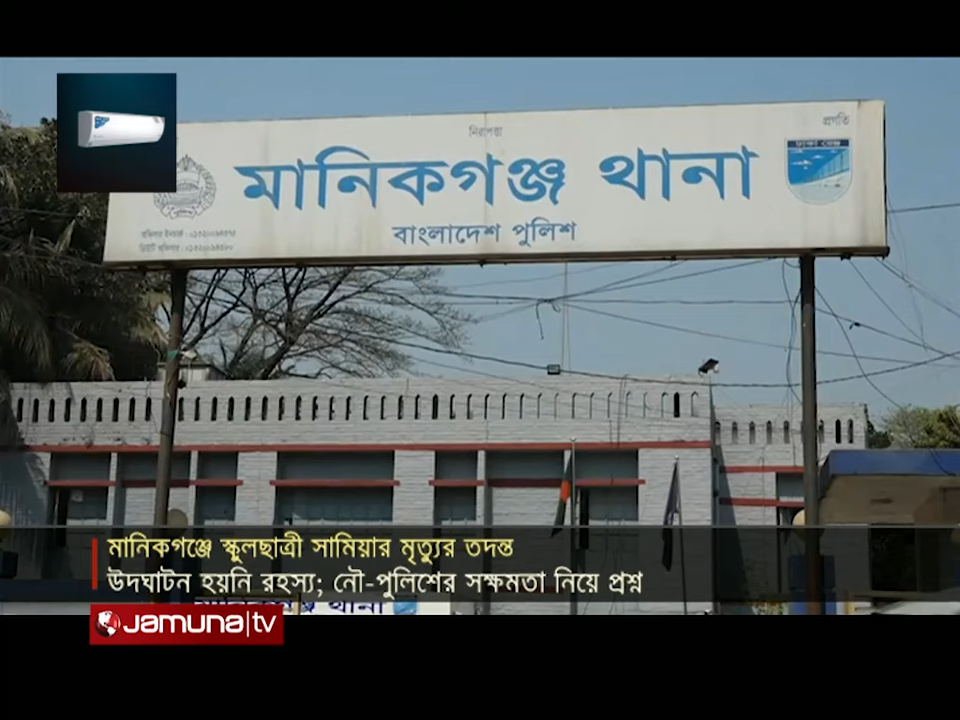 নিরাপত্তা
প্রগতি
মানিকগঞ্জ থানা
ঢাকা রেঞ্জ
বাংলাদেশ পুলিশ
মানিকগঞ্জে স্কুলছাত্রী সামিয়ার মৃত্যুর তদন্ত
উদঘাটন হয়নি রহস্য; নৌ-পুলিশের সক্ষমতা নিয়ে প্রশ্ন
JAMUNA|tv